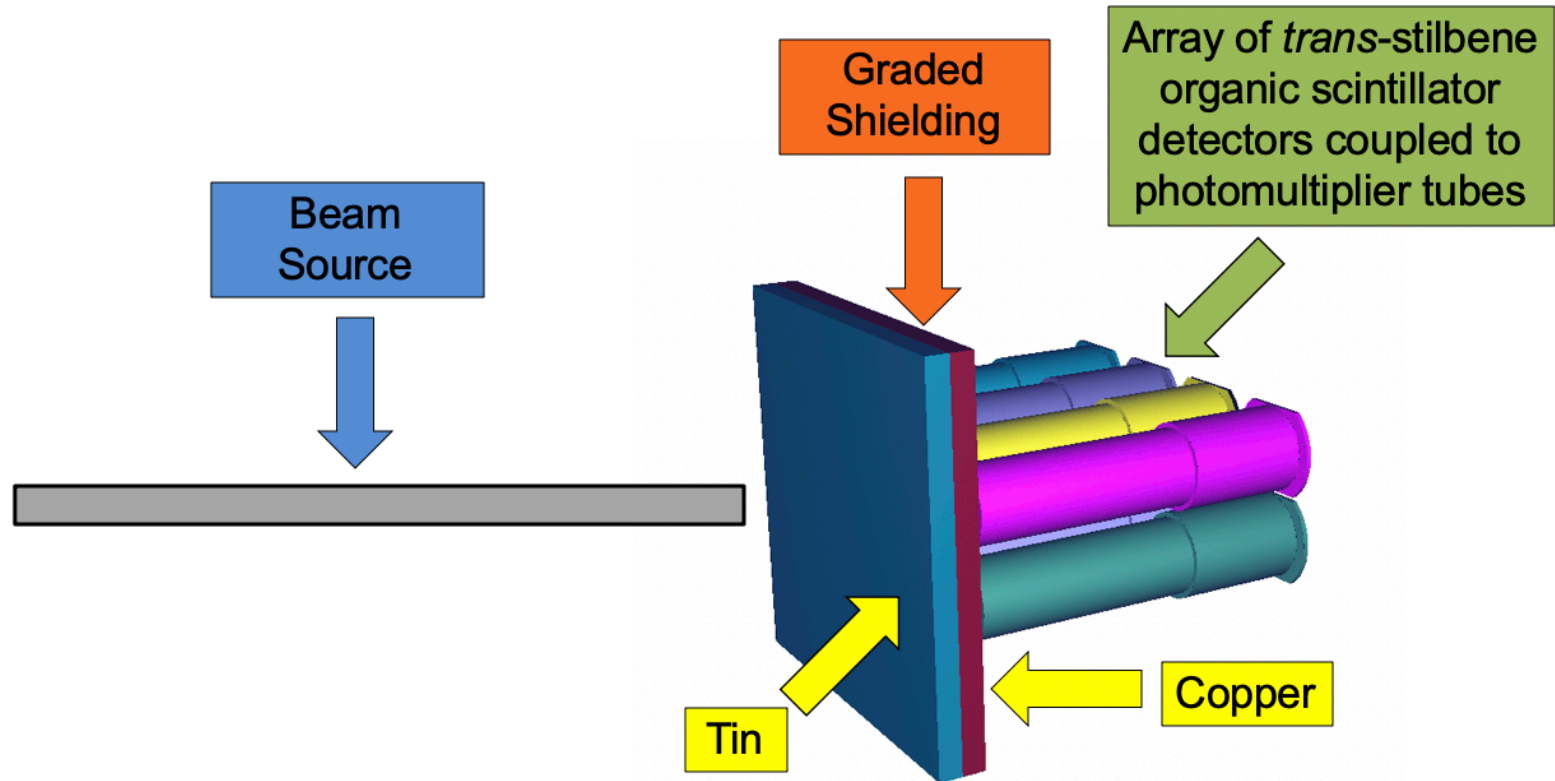 Beam
Source
Graded
Shielding
Array of trans-stilbene
organic scintillator
detectors coupled to
photomultiplier tubes
Tin
Copper